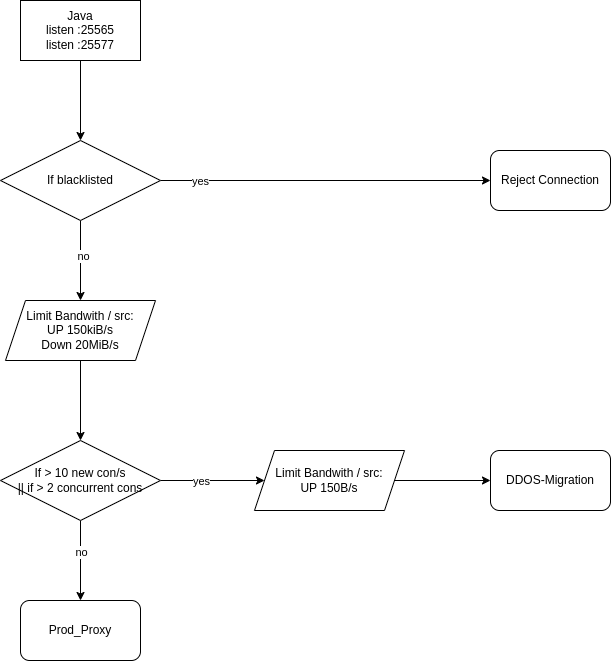 Java
listen :25565
listen :25577
If blacklisted
yes
Reject Connection
no
Limit Bandwith / src:
UP 150kiB/s
Down 20MiB/s
If > 10 new con/s
|| if > 2 concurrent cons
yes
Limit Bandwith / src:
UP 150B/s
DDOS-Migration
no
Prod_Proxy